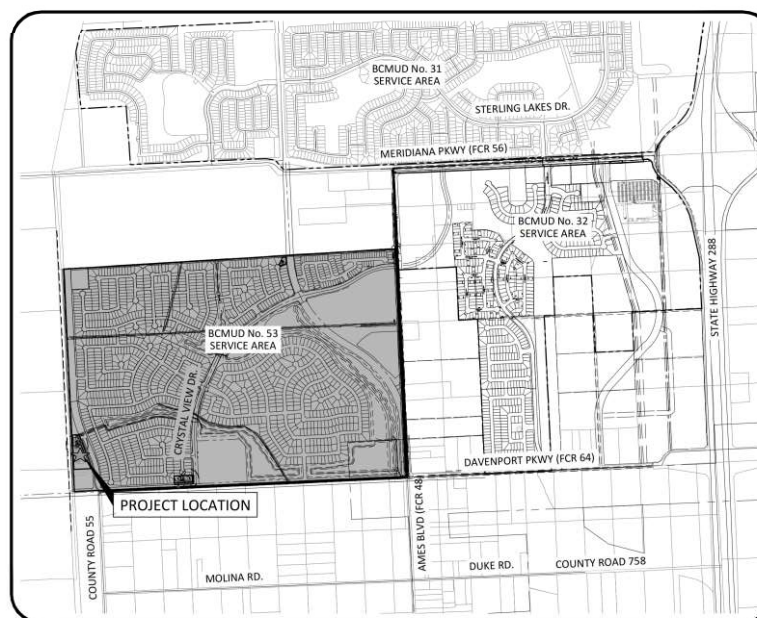 BCMUD No. 31
SERVICE AREA
STERLING LAKES DR.
MERIDIANA PKWY (FCR 56)
BCMUD No. 32
SERVICE AREA
STATE HIGHWAY 288
BCMUD No. 53
SERVICE AREA
CRYSTAL VIEW DR.
DAVENPORT PKWY (FCR 64)
PROJECT LOCATION
COUNTY ROAD 55
AMES BLVD (FCR 48)
MOLINA RD.
DUKE RD.
COUNTY ROAD 758